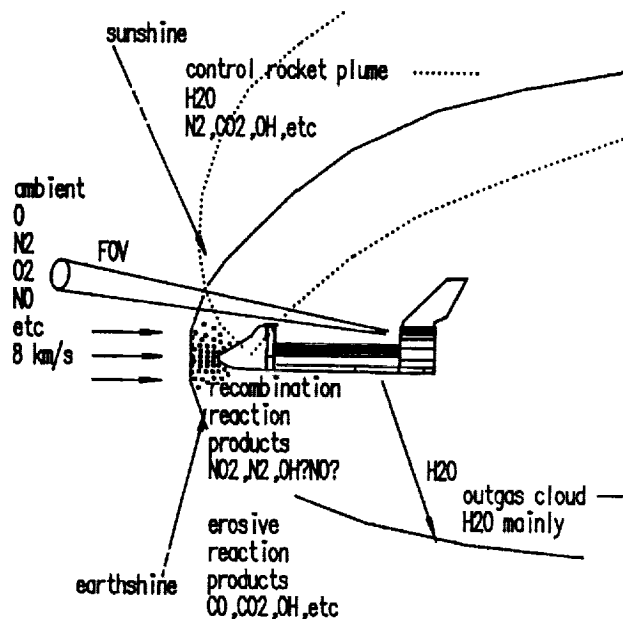 sunshine
control rocket plume
H2O
N2,CO2,OH,etc
ambient
O
N2
O2
NO
etc
8 km/s
FOV
recombination
reaction
products
NO2,N2,OH?NO?
H2O
outgas cloud
H2O mainly
erosive
reaction
products
CO,CO2,OH,etc
earthshine